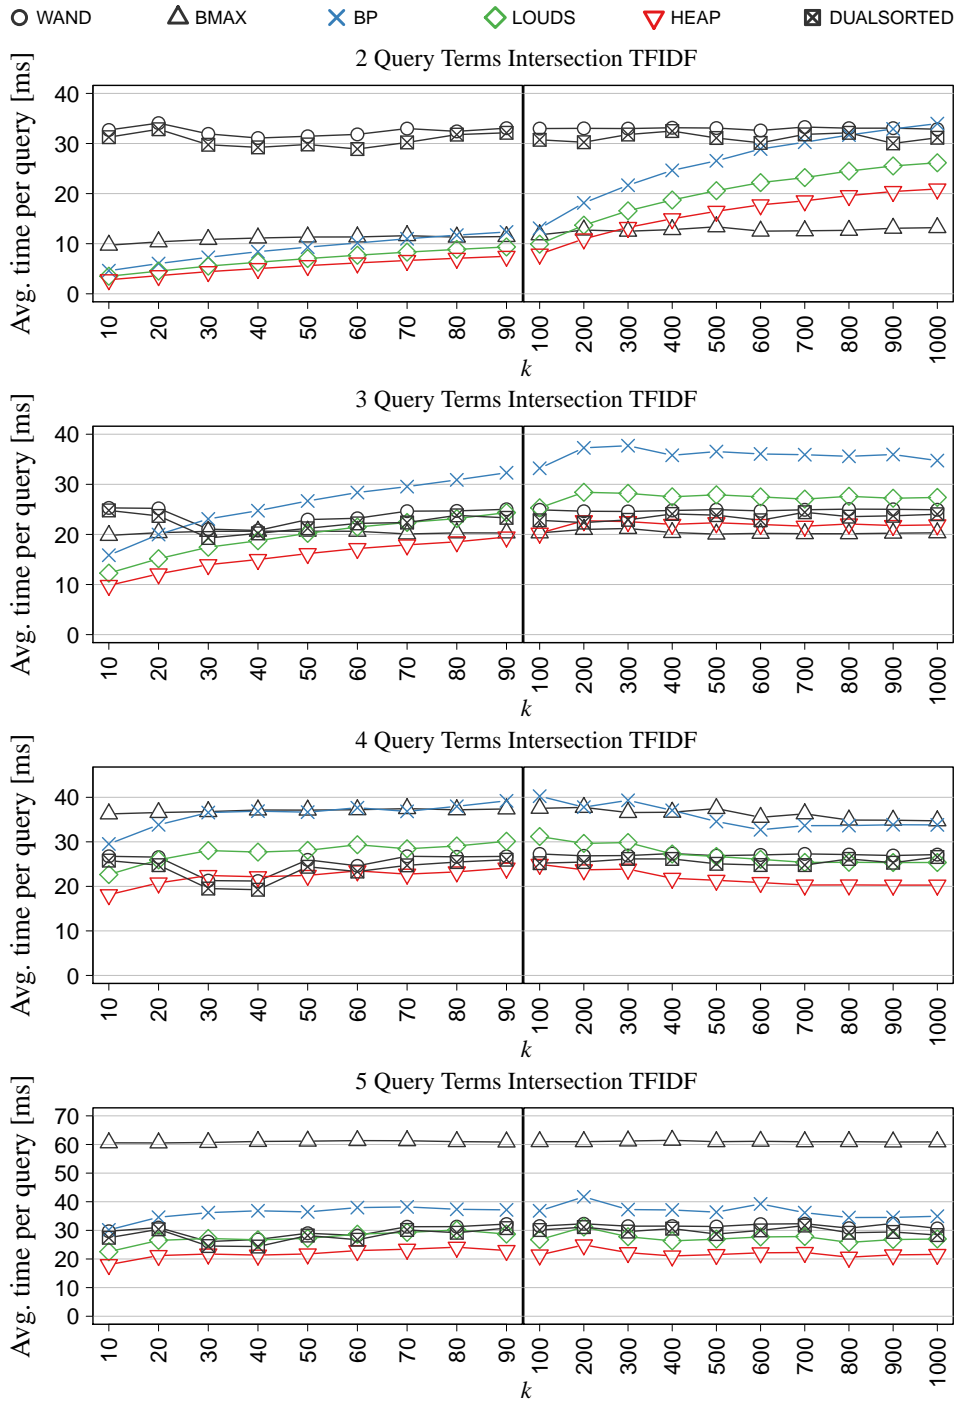 WAND BMAX BP LOUDS HEAP DUALSORTED
2 Query Terms Intersection TFIDF
Avg. time per query [ms]
40
30
20
10
0
10 20 30 40 50 60 70 80 90 100 200 300 400 500 600 700 800 900 1000
k
3 Query Terms Intersection TFIDF
Avg. time per query [ms]
40
30
20
10
0
10 20 30 40 50 60 70 80 90 100 200 300 400 500 600 700 800 900 1000
k
4 Query Terms Intersection TFIDF
Avg. time per query [ms]
40
30
20
10
0
10 20 30 40 50 60 70 80 90 100 200 300 400 500 600 700 800 900 1000
k
5 Query Terms Intersection TFIDF
Avg. time per query [ms]
70
60
50
40
30
20
10
0
10 20 30 40 50 60 70 80 90 100 200 300 400 500 600 700 800 900 1000
k